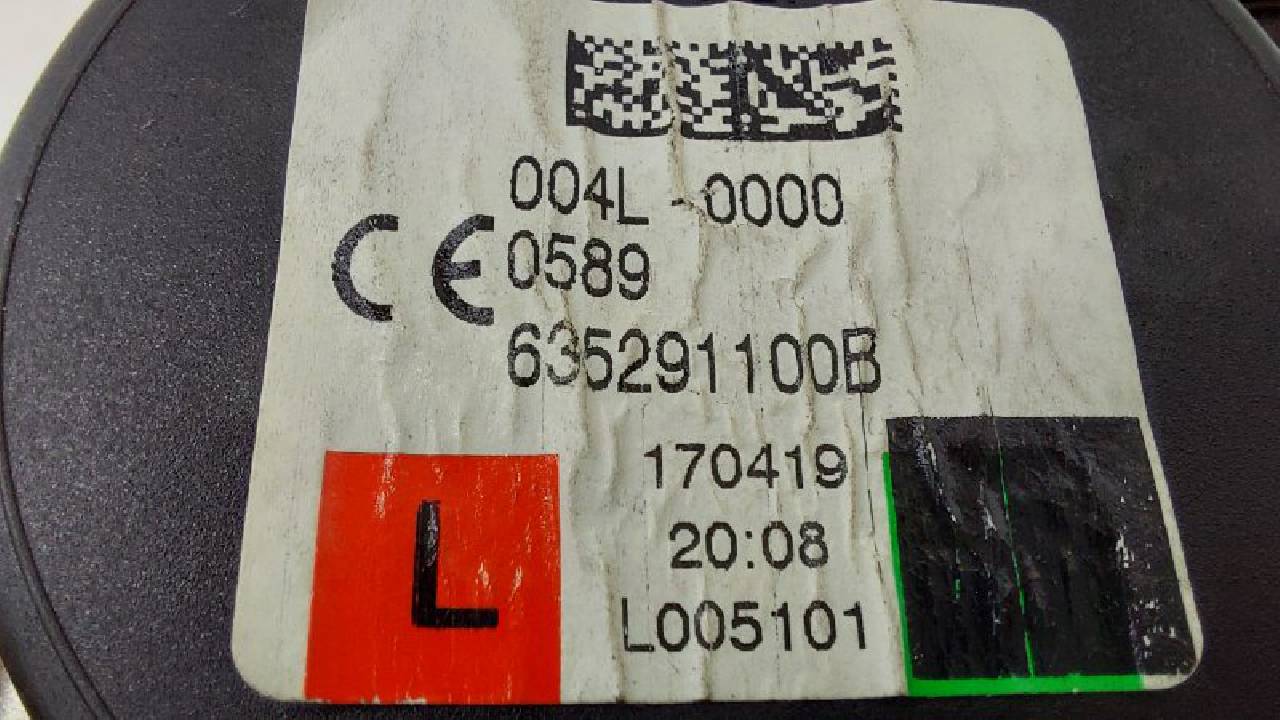 004L - 0000
CE 0589
635291100B
170419
20:08
L
L005101